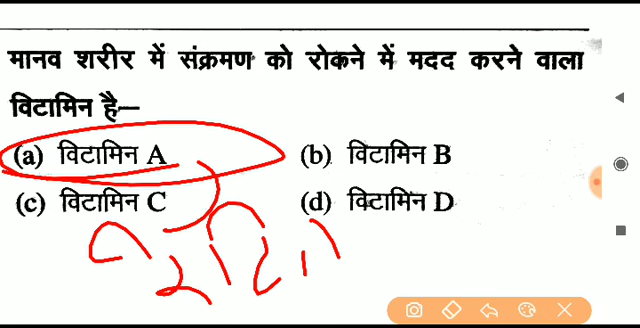 मानव शरीर में संक्रमण को रोकने में मदद करने वाला
विटामिन है—
(a) विटामिन A (b) विटामिन B
(c) विटामिन C (d) विटामिन D